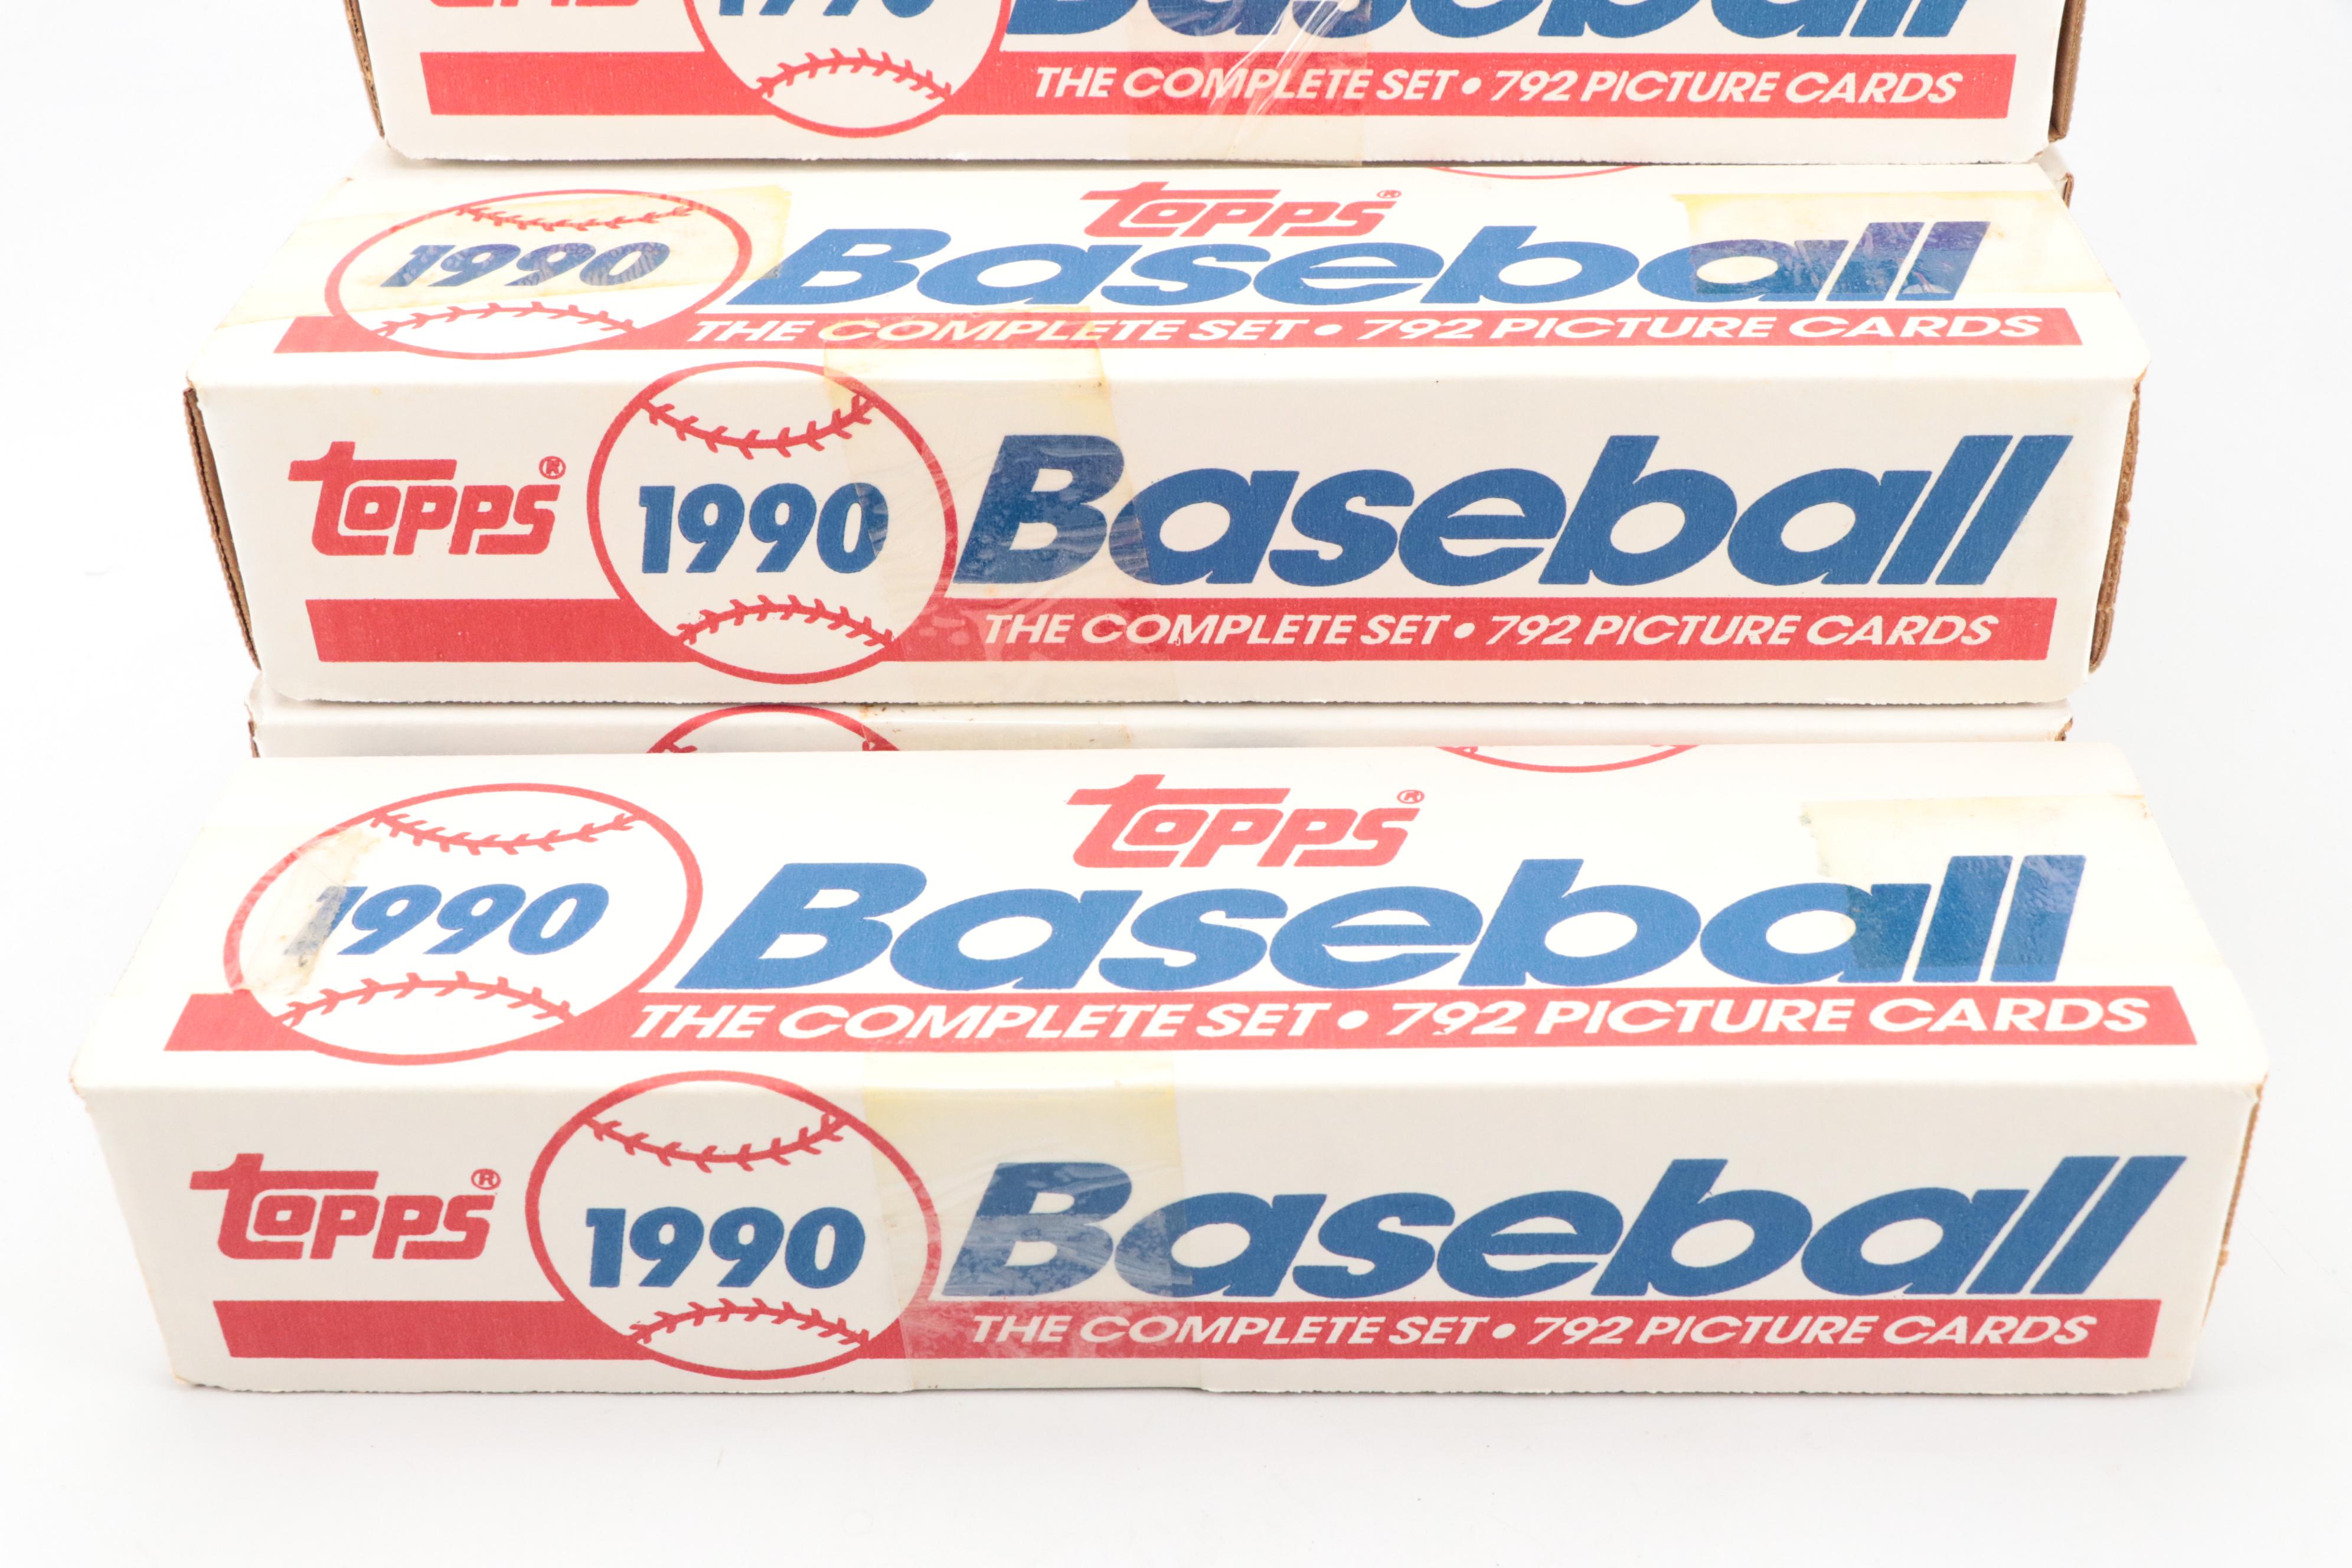 1990 Baseball
THE COMPLETE SET • 792 PICTURE CARDS
topps®
1990 Baseball
THE COMPLETE SET • 792 PICTURE CARDS
topps® 1990 Baseball
THE COMPLETE SET • 792 PICTURE CARDS
topps®
1990 Baseball
THE COMPLETE SET • 792 PICTURE CARDS
topps® 1990 Baseball
THE COMPLETE SET • 792 PICTURE CARDS